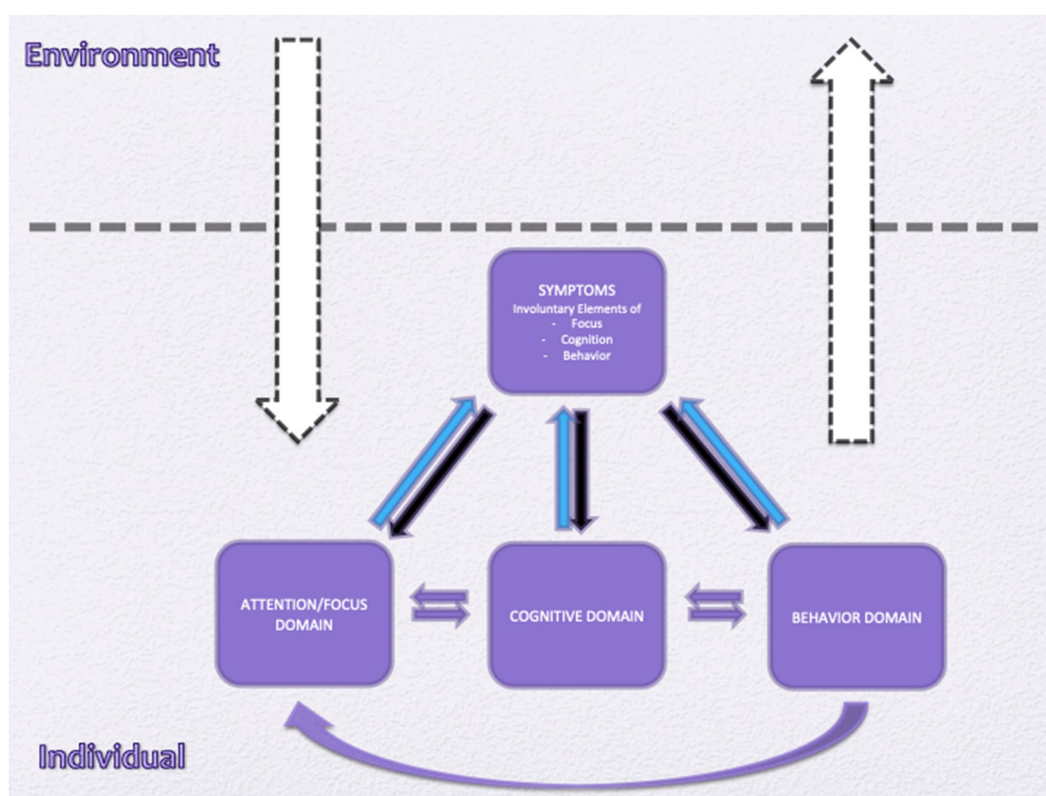 Environment
SYMPTOMS
Involuntary Elements of
- Focus
- Cognition
- Behavior
ATTENTION/FOCUS
DOMAIN
COGNITIVE DOMAIN
BEHAVIOR DOMAIN
Individual